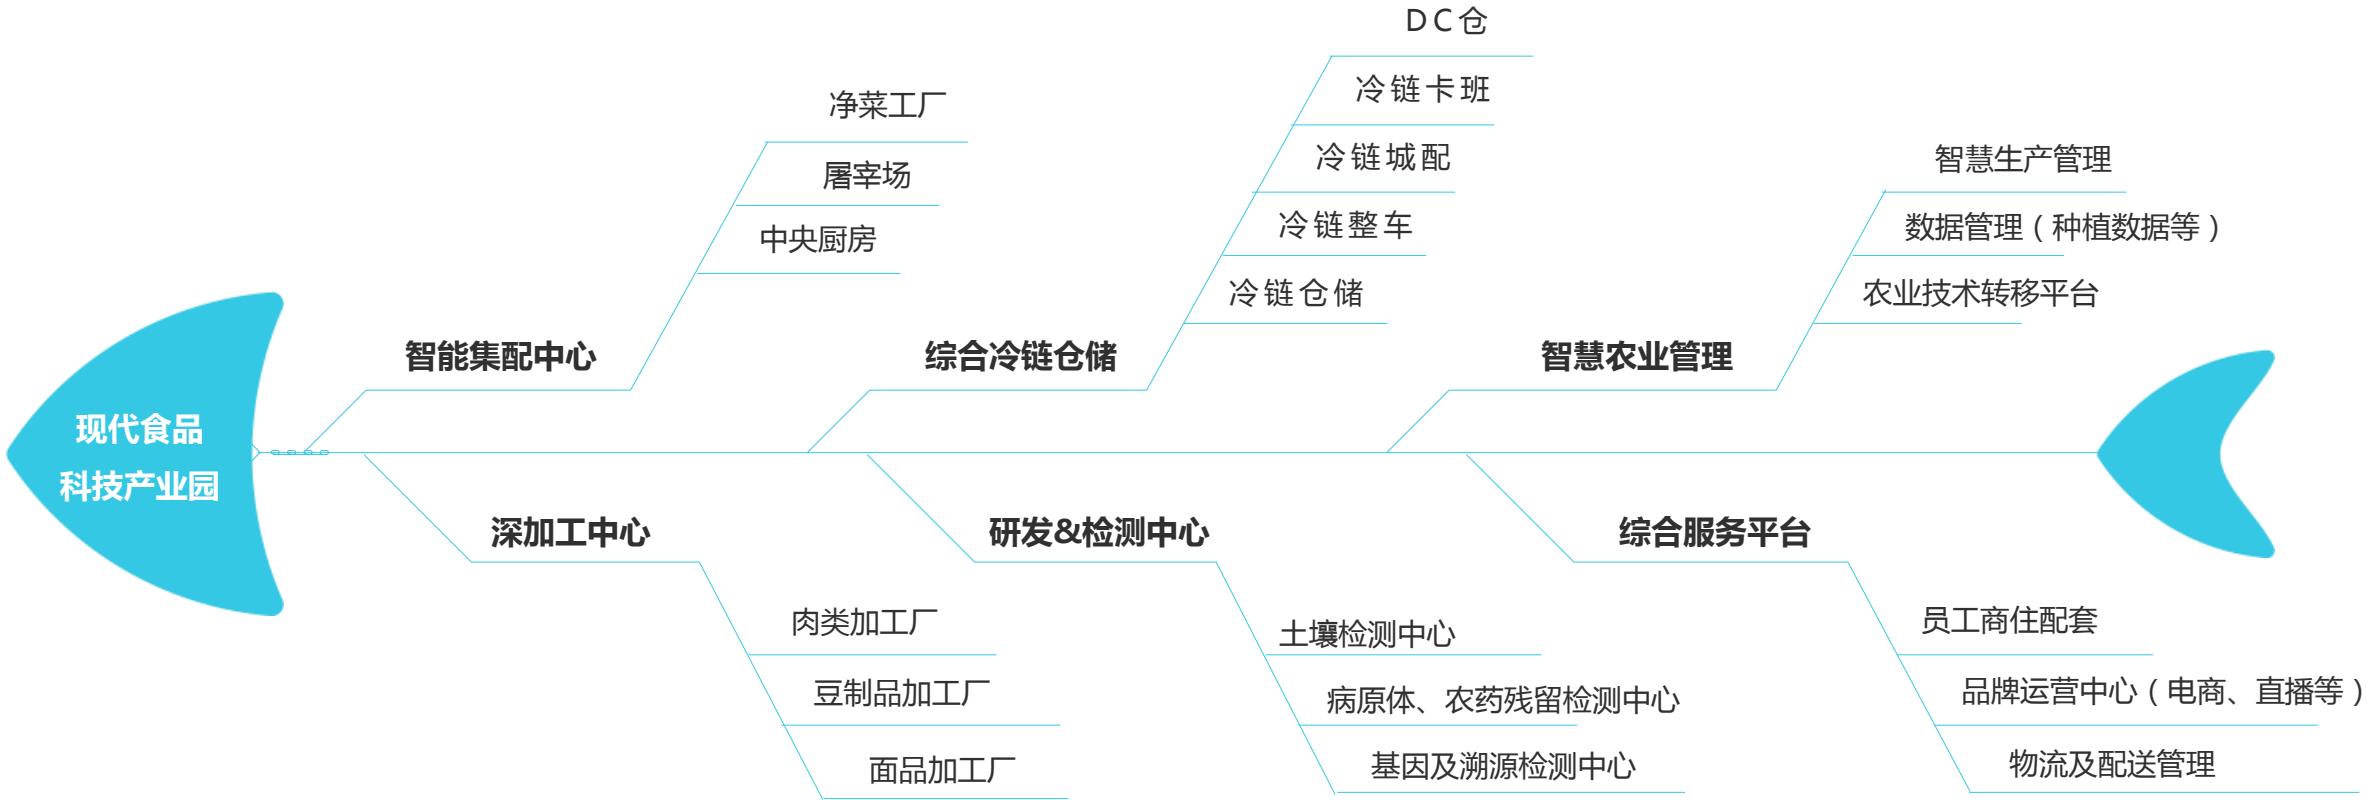 现代食品
科技产业园
智能集配中心
净菜工厂
屠宰场
中央厨房
综合冷链仓储
DC仓
冷链卡班
冷链城配
冷链整车
冷链仓储
智慧农业管理
智慧生产管理
数据管理（种植数据等）
农业技术转移平台
深加工中心
肉类加工厂
豆制品加工厂
面品加工厂
研发&检测中心
土壤检测中心
病原体、农药残留检测中心
基因及溯源检测中心
综合服务平台
员工商住配套
品牌运营中心（电商、直播等）
物流及配送管理